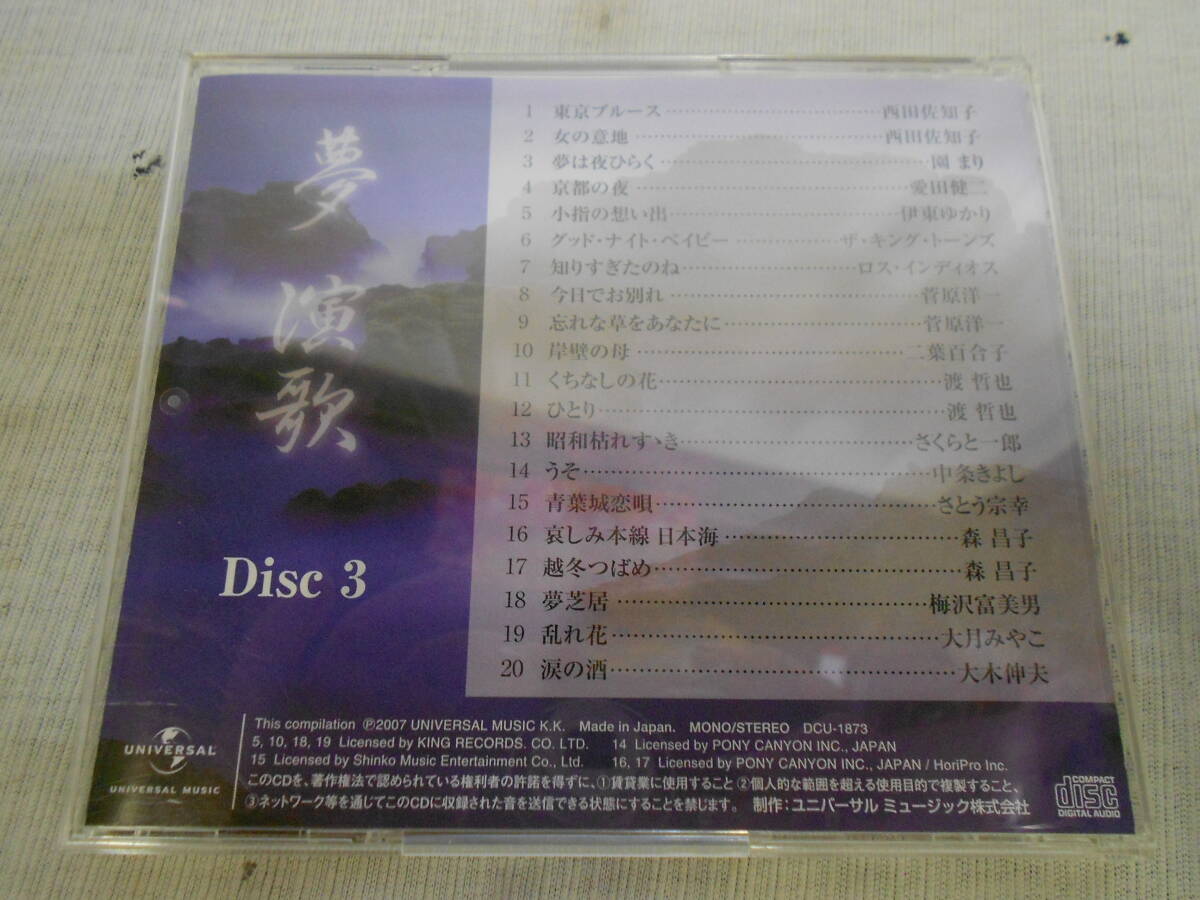 夢 演歌
Disc 3
1 東京ブルース…………西田佐知子
2 女の意地…………西田佐知子
3 夢は夜ひらく…………園 まり
4 京都の夜…………愛田健二
5 小指の想い出…………伊東ゆかり
6 グッド・ナイト・ベイビー…………ザ・キング・トーンズ
7 知りすぎたのね…………ロス・インディオス
8 今日でお別れ…………菅原洋一
9 忘れな草をあなたに…………菅原洋一
10 岸壁の母…………二葉百合子
11 くちなしの花…………渡 哲也
12 ひとり…………渡 哲也
13 昭和枯れすゝき…………さくらと一郎
14 うそ…………中条きよし
15 青葉城恋唄…………さとう宗幸
16 哀しみ本線 日本海…………森 昌子
17 越冬つばめ…………森 昌子
18 夢芝居…………梅沢富美男
19 乱れ花…………大月みやこ
20 涙の酒…………大木伸夫
UNIVERSAL
UNIVERSAL MUSIC
This compilation ℗2007 UNIVERSAL MUSIC K.K. Made in Japan. MONO/STEREO DCU-1873
5, 10, 18, 19 Licensed by KING RECORDS. CO. LTD. 14 Licensed by PONY CANYON INC., JAPAN
15 Licensed by Shinko Music Entertainment Co., Ltd. 16, 17 Licensed by PONY CANYON INC., JAPAN / HoriPro Inc.
このCDを、著作権法で認められている権利者の許諾を得ずに、①賃貸業に使用すること ②個人的な範囲を超える使用目的で複製すること、
③ネットワーク等を通じてこのCDに収録された音を送信できる状態にすることを禁じます。 制作:ユニバーサル ミュージック株式会社
COMPACT
disc
DIGITAL AUDIO